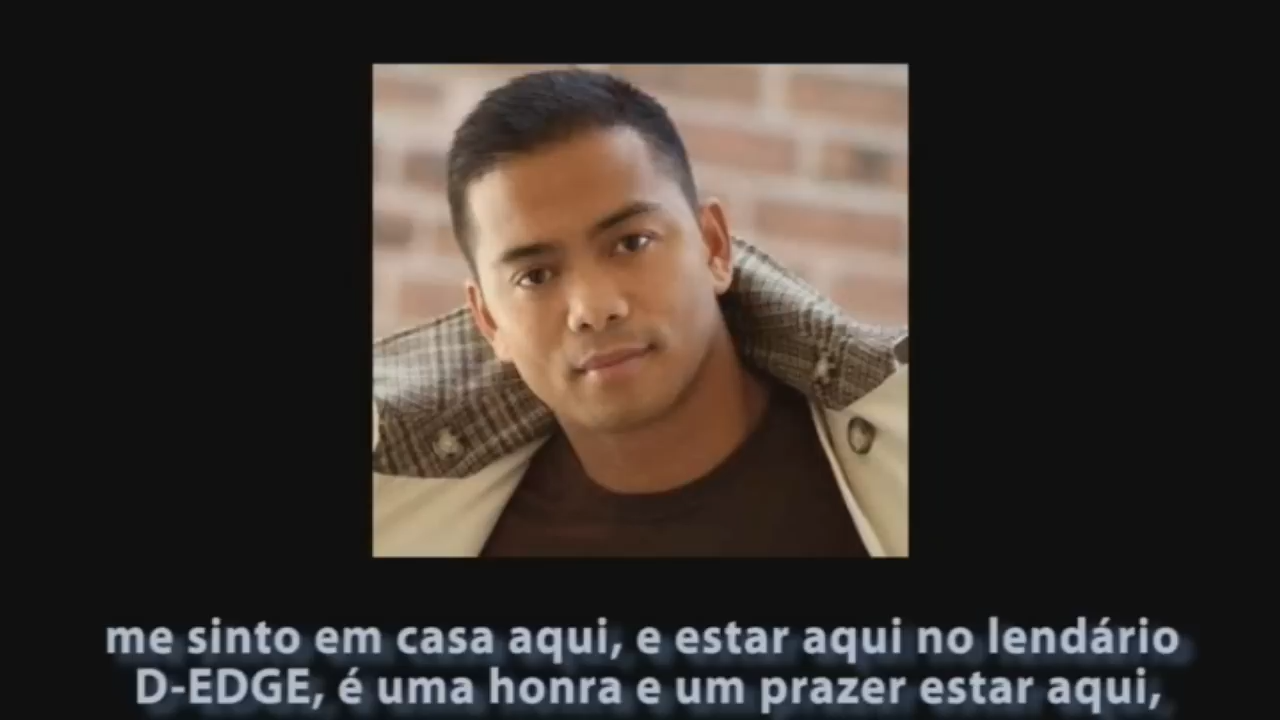 me sinto em casa aqui, e estar aqui no lendário
D-EDGE, é uma honra e um prazer estar aqui,